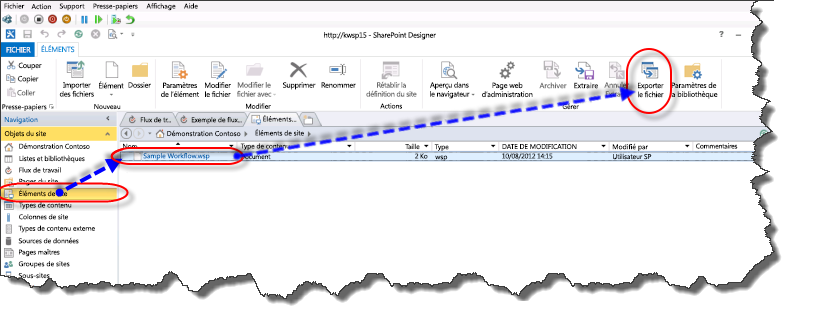 Fichier Action Support Presse-papiers Affichage Aide
http://kwsp15 - SharePoint Designer ?
FICHIER ÉLÉMENTS
Couper
Copier
Coller
Presse-papiers
Importer des fichiers
Élément
Dossier
Nouveau
Paramètres de l'élément
Modifier le fichier
Modifier le fichier avec
Supprimer
Renommer
Modifier
Rétablir la définition du site
Actions
Aperçu dans le navigateur
Page web d'administration
Archiver
Extraire
Exporter le fichier
Paramètres de la bibliothèque
Gérer
Navigation
Flux de tr... Exemple de flux... Éléments...
Objets du site
Démonstration Contoso Éléments de site
Démonstration Contoso
Listes et bibliothèques
Flux de travail
Pages du site
Éléments de site
Types de contenu
Colonnes de site
Types de contenu externe
Sources de données
Pages maîtres
Groupes de sites
Sous-sites
Nom Type de contenu Taille Type DATE DE MODIFICATION Modifié par Commentaires
Sample Workflow.wsp Document 2 Ko wsp 10/08/2012 14:15 Utilisateur SP